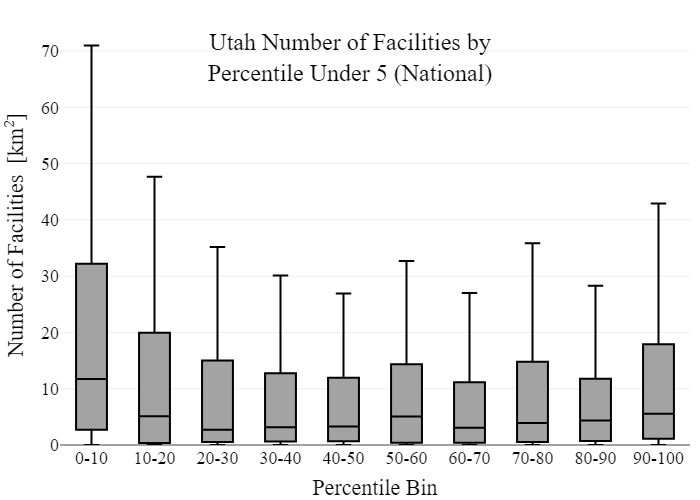 Utah Number of Facilities by
Percentile Under 5 (National)
Number of Facilities [km²]
70
60
50
40
30
20
10
0
0-10 10-20 20-30 30-40 40-50 50-60 60-70 70-80 80-90 90-100
Percentile Bin